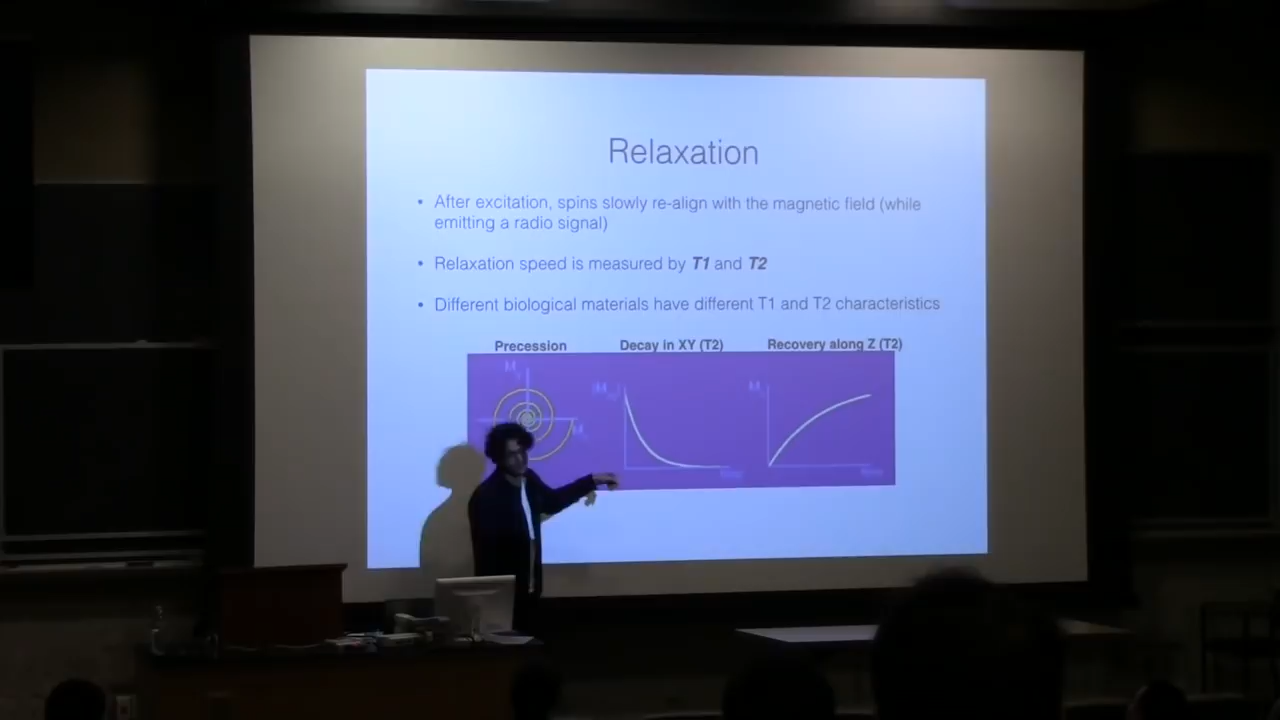 Relaxation
• After excitation, spins slowly re-align with the magnetic field (while
emitting a radio signal)
• Relaxation speed is measured by T1 and T2
• Different biological materials have different T1 and T2 characteristics
Precession Decay in XY (T2) Recovery along Z (T2)